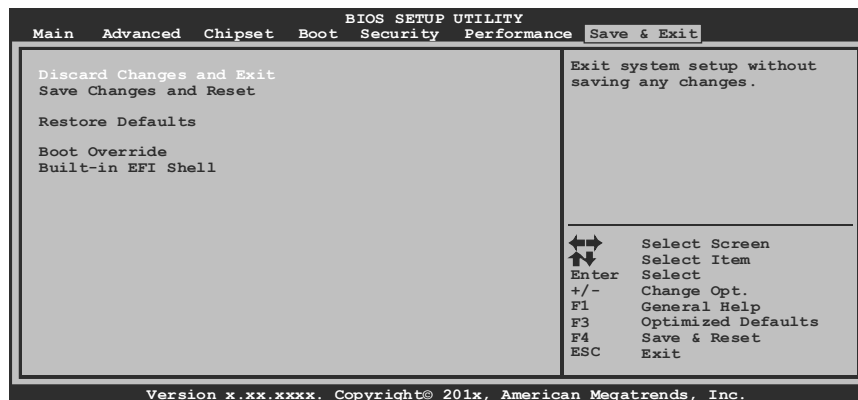 BIOS SETUP UTILITY
Main Advanced Chipset Boot Security Performance Save & Exit
Discard Changes and Exit
Save Changes and Reset
Restore Defaults
Boot Override
Built-in EFI Shell
Exit system setup without
saving any changes.
Select Screen
Select Item
Enter Select
+/- Change Opt.
F1 General Help
F3 Optimized Defaults
F4 Save & Reset
ESC Exit
Version x.xx.xxxx. Copyright© 201x, American Megatrends, Inc.